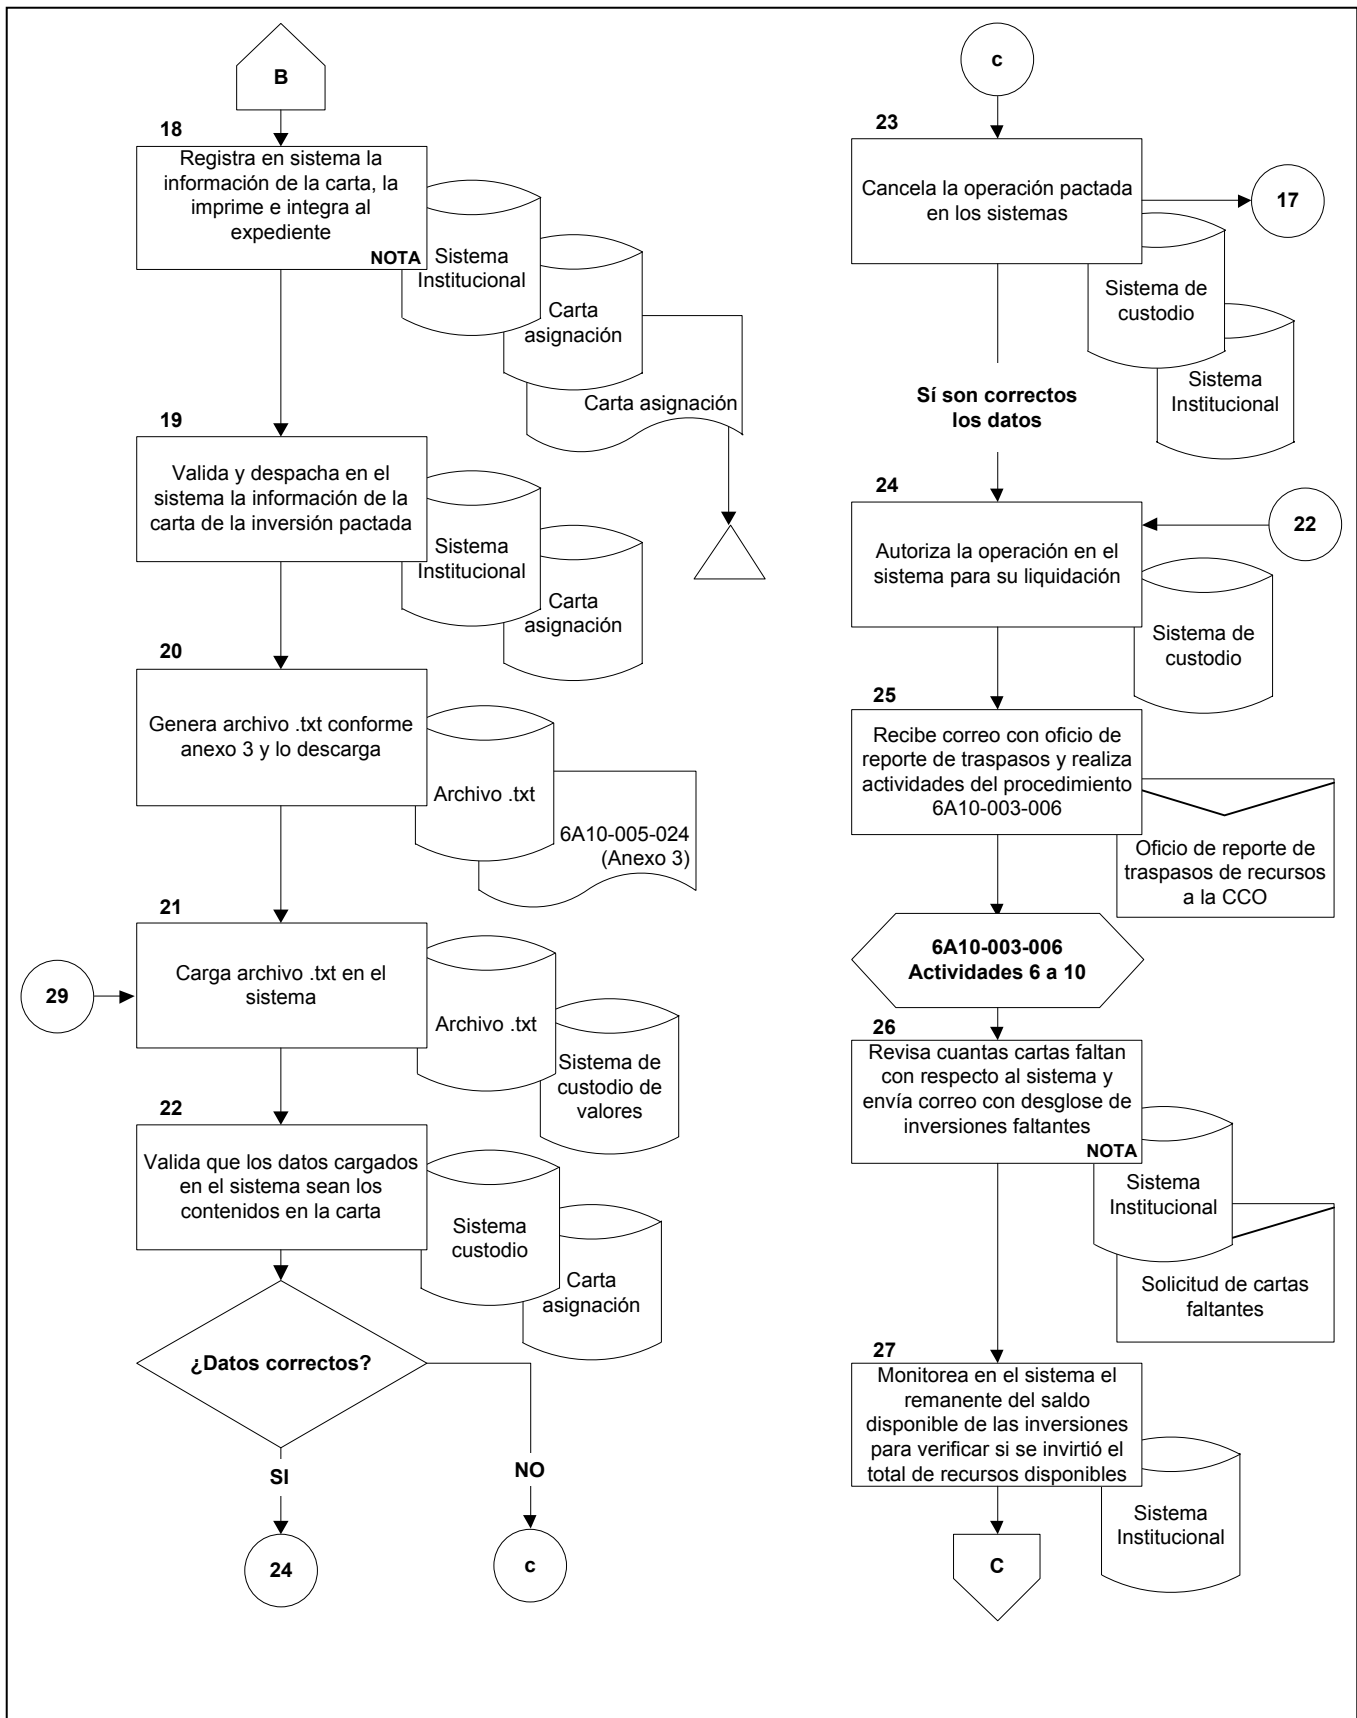 B
18
Registra en sistema la
información de la carta, la
imprime e integra al
expediente
NOTA
Sistema
Institucional
Carta
asignación
Carta asignación
19
Valida y despacha en el
sistema la información de la
carta de la inversión pactada
Sistema
Institucional
Carta
asignación
20
Genera archivo .txt conforme
anexo 3 y lo descarga
Archivo .txt
6A10-005-024
(Anexo 3)
21
29
Carga archivo .txt en el
sistema
Archivo .txt
Sistema de
custodio de
valores
22
Valida que los datos cargados
en el sistema sean los
contenidos en la carta
Sistema
custodio
Carta
asignación
¿Datos correctos?
SI
NO
24
c
c
23
Cancela la operación pactada
en los sistemas
17
Sistema de
custodio
Sistema
Institucional
Sí son correctos
los datos
24
22
Autoriza la operación en el
sistema para su liquidación
Sistema de
custodio
25
Recibe correo con oficio de
reporte de traspasos y realiza
actividades del procedimiento
6A10-003-006
Oficio de reporte de
traspasos de recursos
a la CCO
6A10-003-006
Actividades 6 a 10
26
Revisa cuantas cartas faltan
con respecto al sistema y
envía correo con desglose de
inversiones faltantes
NOTA
Sistema
Institucional
Solicitud de cartas
faltantes
27
Monitorea en el sistema el
remanente del saldo
disponible de las inversiones
para verificar si se invirtió el
total de recursos disponibles
Sistema
Institucional
C